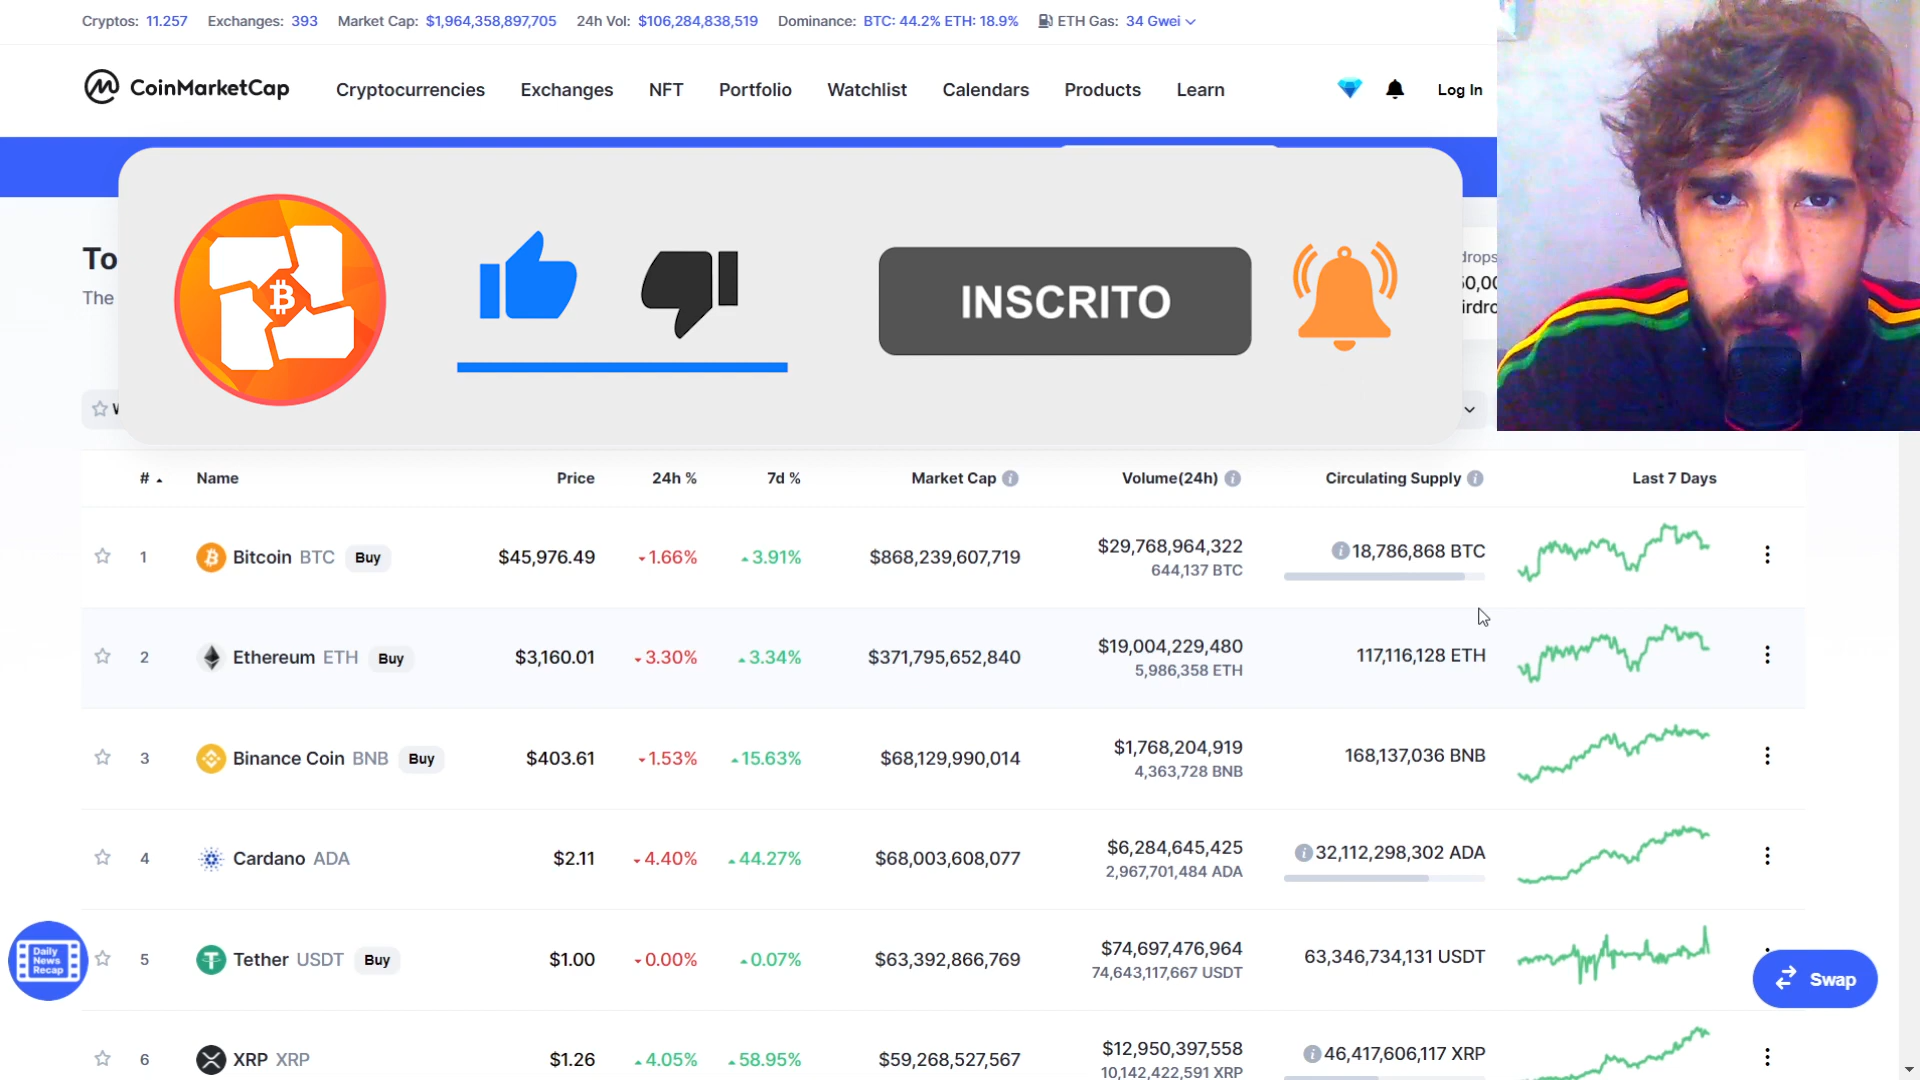 Cryptos: 11.257 Exchanges: 393 Market Cap: $1,964,358,897,705 24h Vol: $106,284,838,519 Dominance: BTC: 44.2% ETH: 18.9% ETH Gas: 34 Gwei
CoinMarketCap Cryptocurrencies Exchanges NFT Portfolio Watchlist Calendars Products Learn Log In
To
The
INSCRITO
# Name Price 24h % 7d % Market Cap Volume(24h) Circulating Supply Last 7 Days
1 Bitcoin BTC Buy $45,976.49 1.66% 3.91% $868,239,607,719 $29,768,964,322 18,786,868 BTC
644,137 BTC
2 Ethereum ETH Buy $3,160.01 3.30% 3.34% $371,795,652,840 $19,004,229,480 117,116,128 ETH
5,986,358 ETH
3 Binance Coin BNB Buy $403.61 1.53% 15.63% $68,129,990,014 $1,768,204,919 168,137,036 BNB
4,363,728 BNB
4 Cardano ADA $2.11 4.40% 44.27% $68,003,608,077 $6,284,645,425 32,112,298,302 ADA
2,967,701,484 ADA
Daily
News
Recap
5 Tether USDT Buy $1.00 0.00% 0.07% $63,392,866,769 $74,697,476,964 63,346,734,131 USDT
74,643,117,667 USDT
Swap
6 XRP XRP $1.26 4.05% 58.95% $59,268,527,567 $12,950,397,558 46,417,606,117 XRP
10,142,422,591 XRP